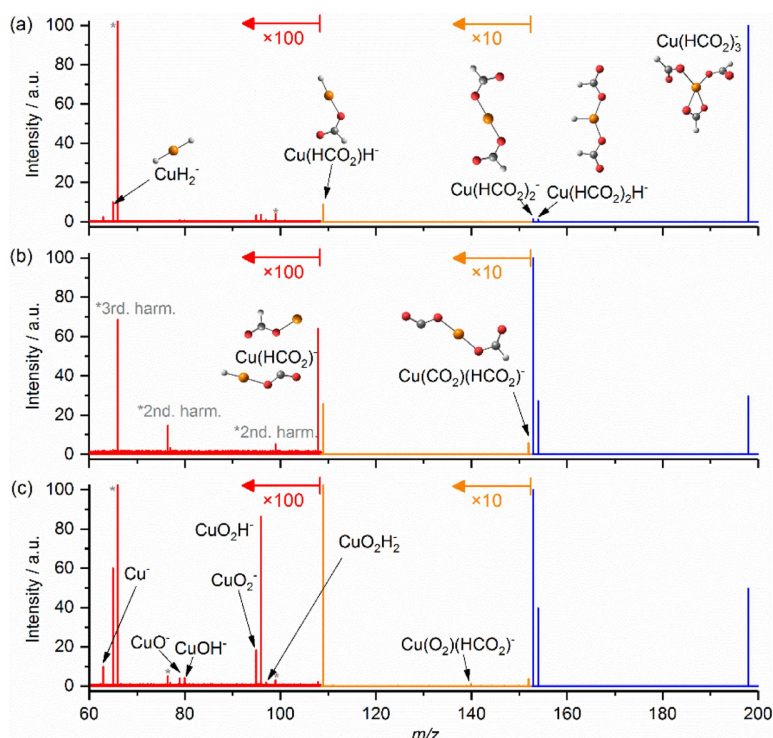 (a)
×100
×10
Cu(HCO₂)₃⁻
CuH₂⁻
Cu(HCO₂)H⁻
Cu(HCO₂)₂⁻
Cu(HCO₂)₂H⁻
*
*
Intensity / a.u.
100
80
60
40
20
0
(b)
×100
×10
*3rd. harm.
Cu(HCO₂)⁻
Cu(CO₂)(HCO₂)⁻
*2nd. harm.
*2nd. harm.
Intensity / a.u.
100
80
60
40
20
0
(c)
*
×100
×10
CuO₂H⁻
CuO₂H₂⁻
Cu⁻
CuO₂⁻
CuO⁻
CuOH⁻
Cu(O₂)(HCO₂)⁻
*
*
Intensity / a.u.
100
80
60
40
20
0
60 80 100 120 140 160 180 200
m/z